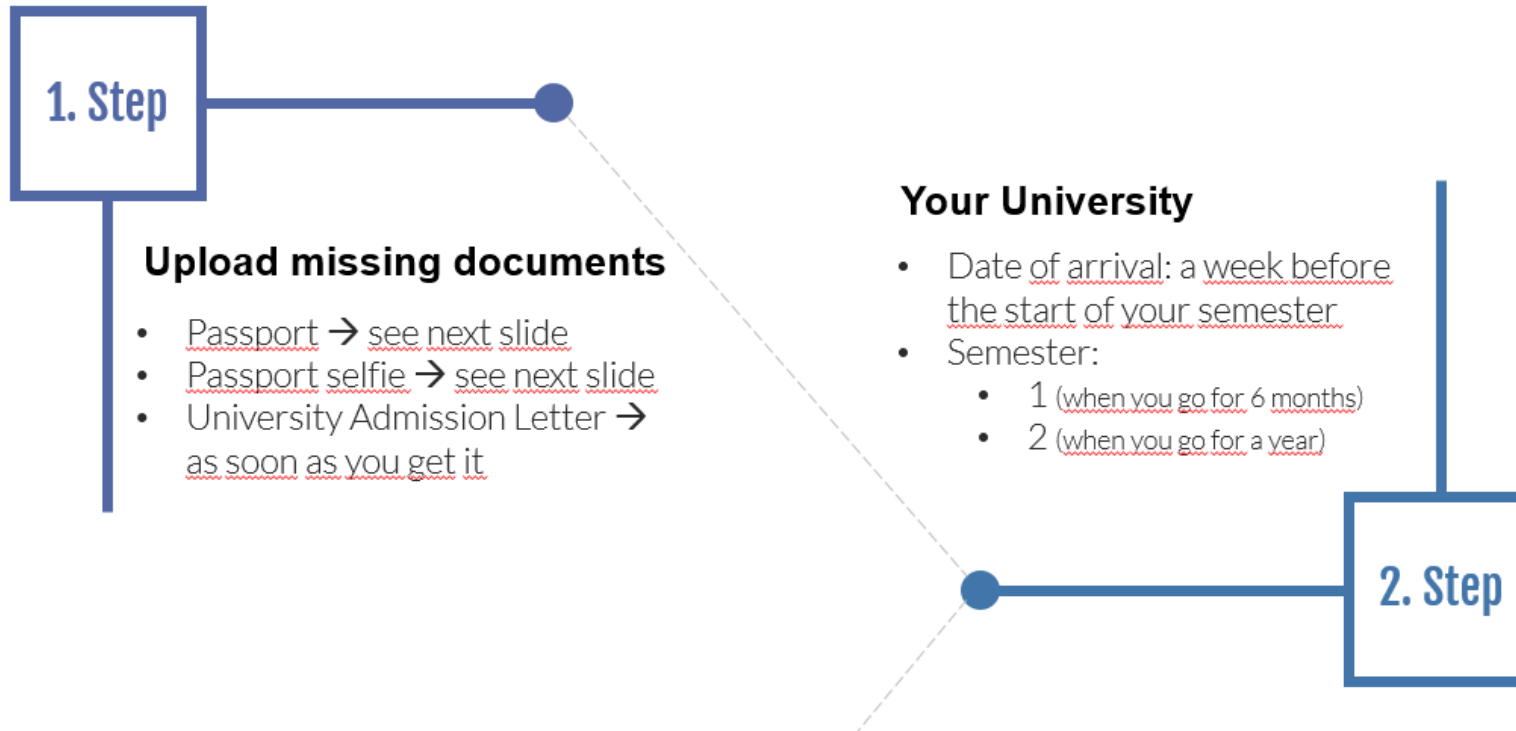 1. Step
Upload missing documents
• Passport → see next slide
• Passport selfie → see next slide
• University Admission Letter →
as soon as you get it
Your University
• Date of arrival: a week before
the start of your semester
• Semester:
• 1 (when you go for 6 months)
• 2 (when you go for a year)
2. Step